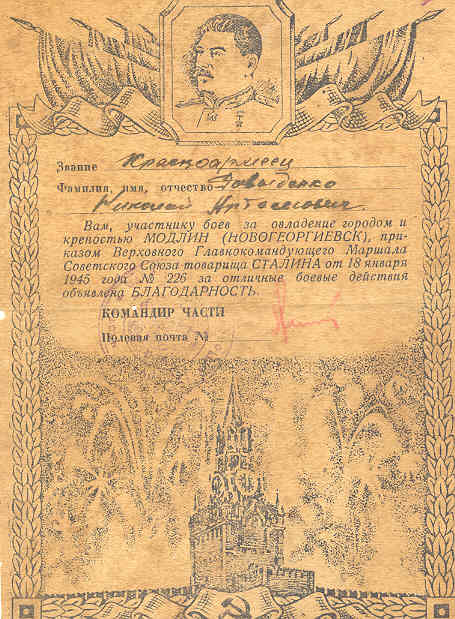 Звание Красноармеец
Фамилия, имя, отчество Давыденко
Николай
Вам, участнику боев за овладение городом и
крепостью МОДЛИН (НОВОГЕОРГИЕВСК), при-
казом Верховного Главнокомандующего Маршала
Советского Союза товарища СТАЛИНА от 18 января
1945 года № 226 за отличные боевые действия
объявлена БЛАГОДАРНОСТЬ.
КОМАНДИР ЧАСТИ
Полевая почта №